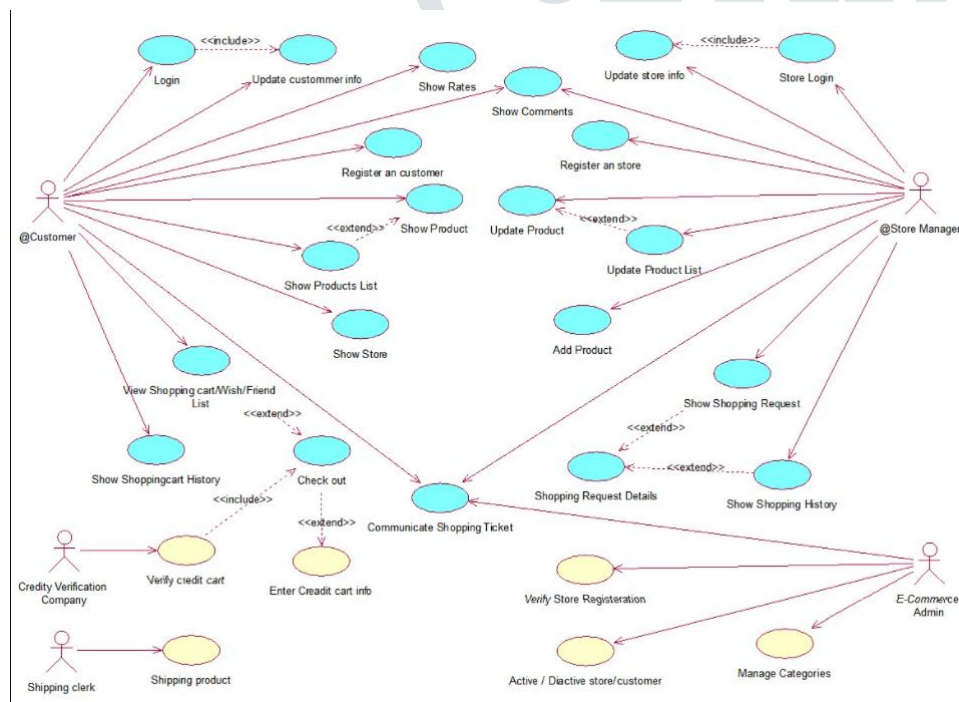 <<include>>
<<include>>
Login
Update custommer info
Show Rates
Update store info
Store Login
Show Comments
Register an customer
Register an store
@Customer
<<extend>>
Show Product
Update Product
<<extend>>
@Store Manager
Show Products List
Update Product List
Show Store
Add Product
View Shopping cart/Wish/Friend
List
Show Shopping Request
<<extend>>
<<extend>>
Show Shoppingcart History
Check out
Shopping Request Details
<<extend>>
Show Shopping History
<<include>>
<<extend>>
Communicate Shopping Ticket
Credity Verification
Company
Verify credit cart
Enter Creadit cart info
Verify Store Registeration
E-Commerce
Admin
Shipping clerk
Shipping product
Active / Diactive store/customer
Manage Categories